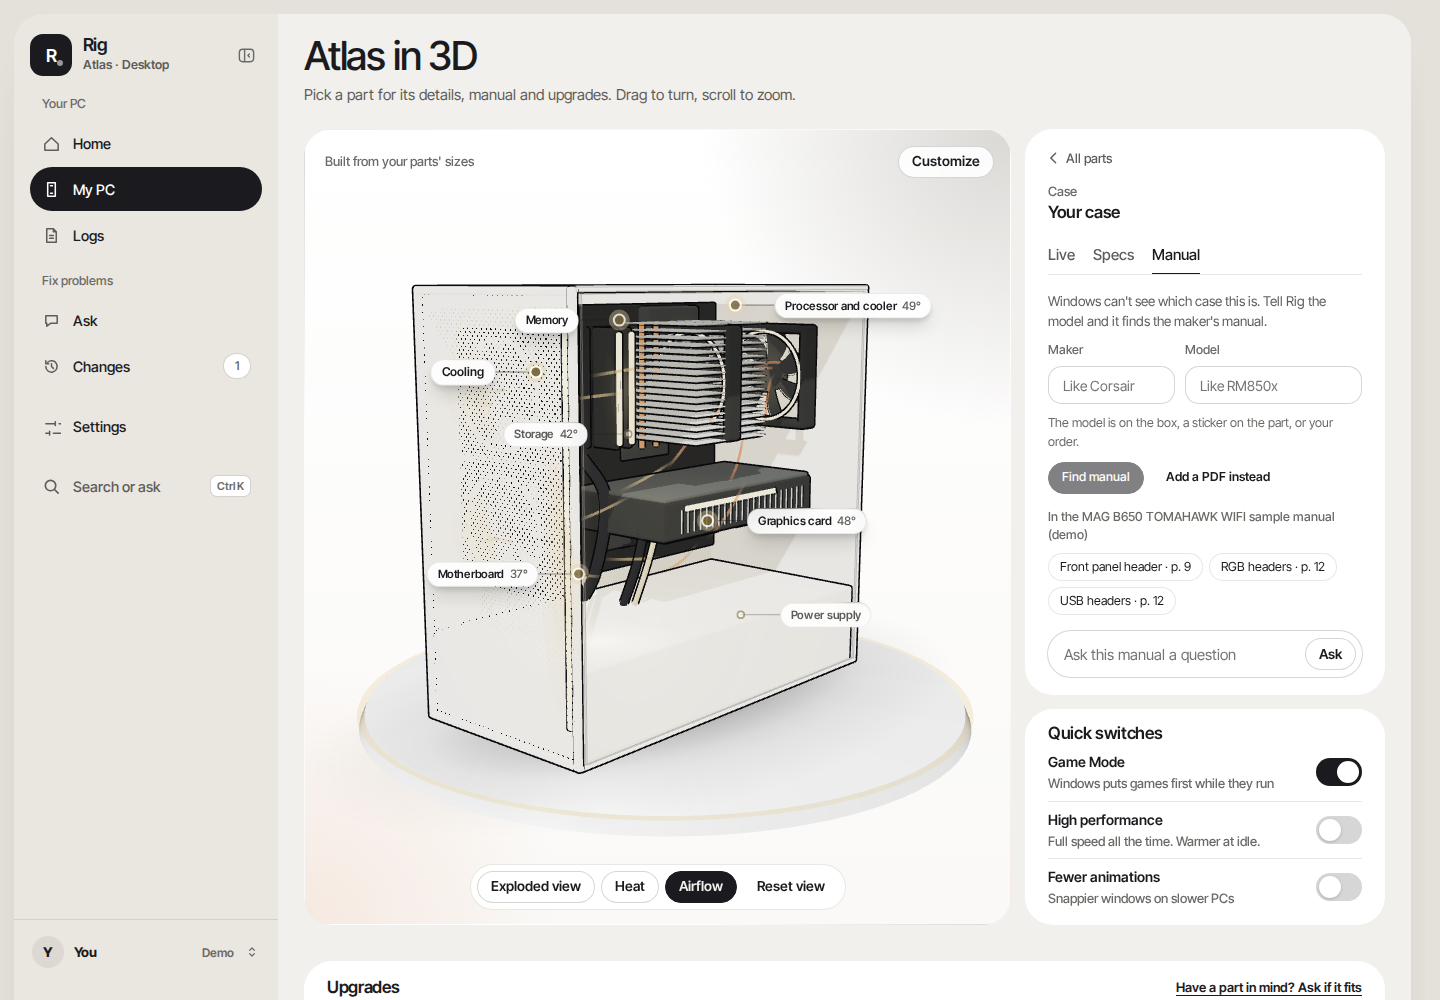 R
Rig
Atlas · Desktop
Your PC
Home
My PC
Logs
Fix problems
Ask
Changes 1
Settings
Search or ask Ctrl K
Y You Demo
Atlas in 3D
Pick a part for its details, manual and upgrades. Drag to turn, scroll to zoom.
Built from your parts' sizes
Customize
Processor and cooler 49°
Memory
Cooling
Storage 42°
Graphics card 48°
Motherboard 37°
Power supply
Exploded view Heat Airflow Reset view
All parts
Case
Your case
Live Specs Manual
Windows can't see which case this is. Tell Rig the
model and it finds the maker's manual.
Maker Model
Like Corsair Like RM850x
The model is on the box, a sticker on the part, or your
order.
Find manual Add a PDF instead
In the MAG B650 TOMAHAWK WIFI sample manual
(demo)
Front panel header · p. 9 RGB headers · p. 12
USB headers · p. 12
Ask this manual a question Ask
Quick switches
Game Mode
Windows puts games first while they run
High performance
Full speed all the time. Warmer at idle.
Fewer animations
Snappier windows on slower PCs
Upgrades
Have a part in mind? Ask if it fits